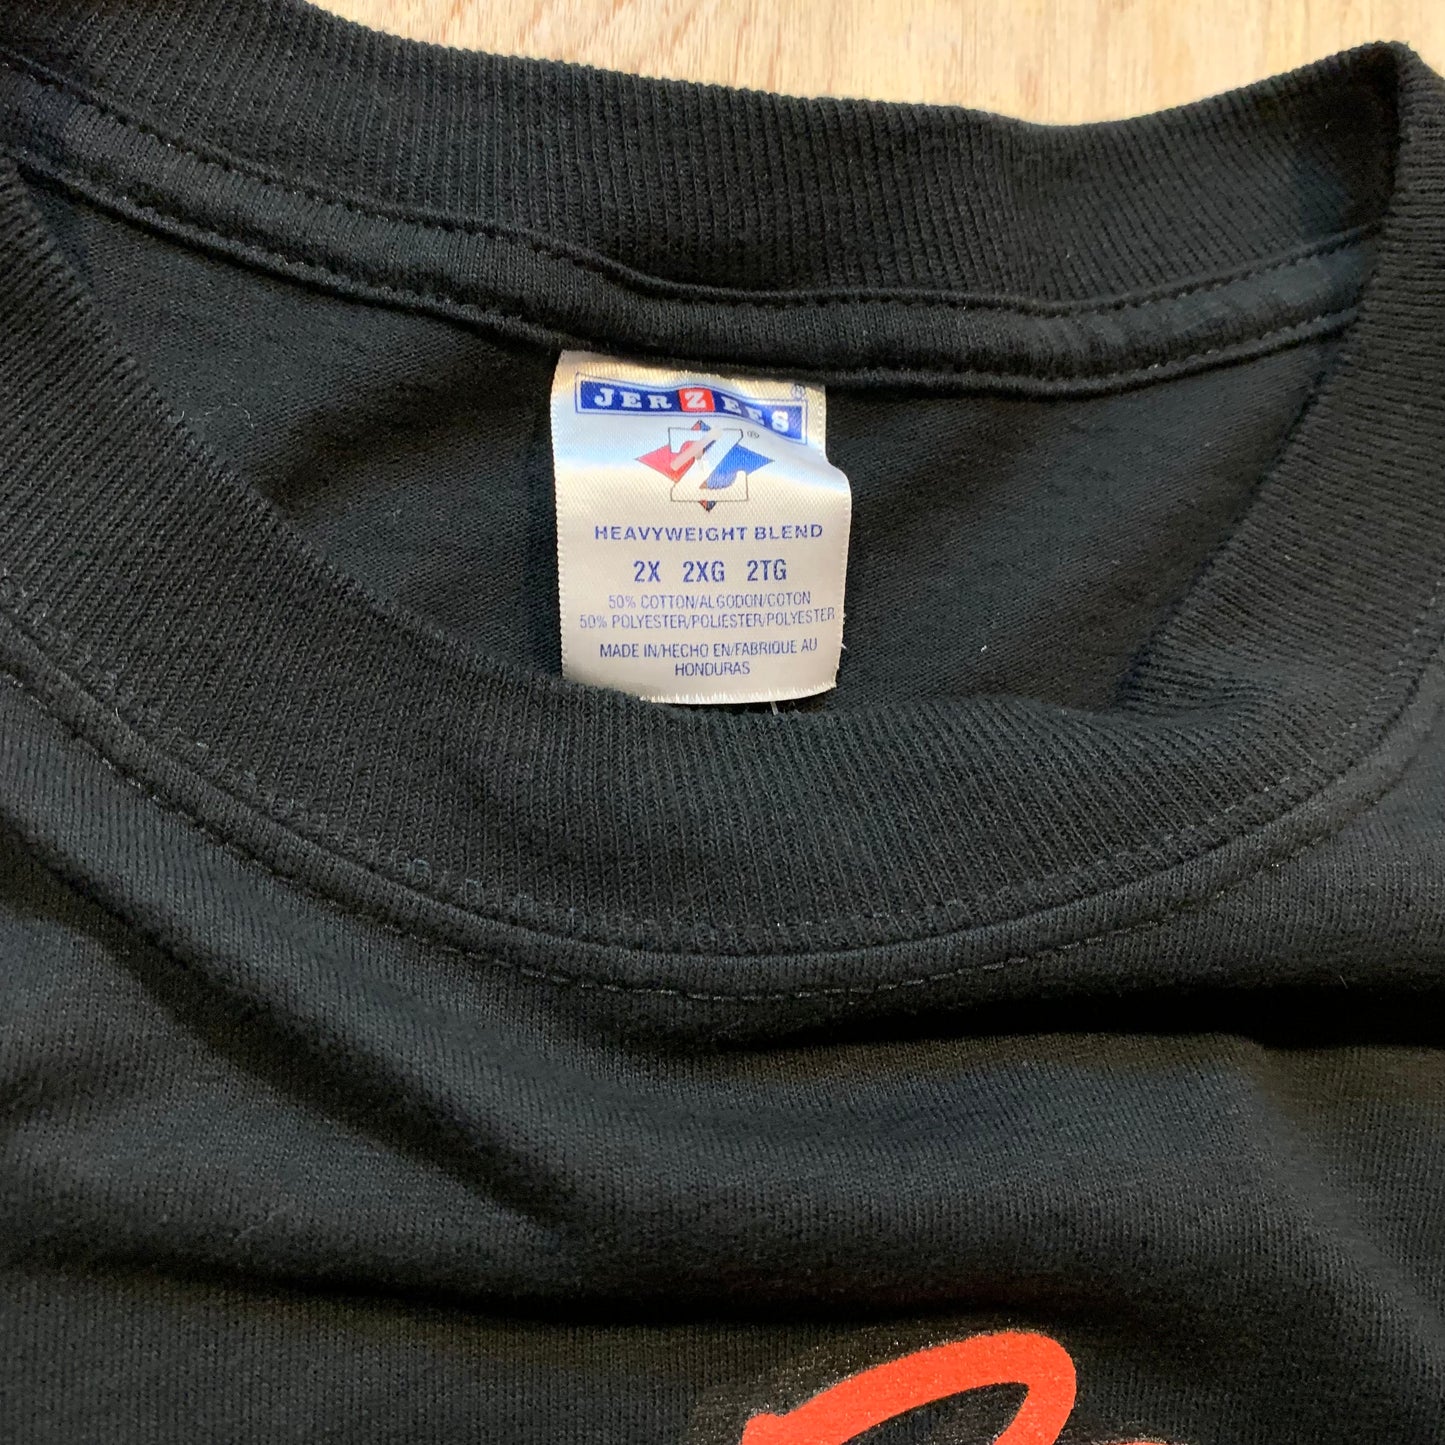 JERZEES®
Z®
HEAVYWEIGHT BLEND
2X 2XG 2TG
50% COTTON/ALGODON/COTON
50% POLYESTER/POLIESTER/POLYESTER
MADE IN/HECHO EN/FABRIQUE AU
HONDURAS